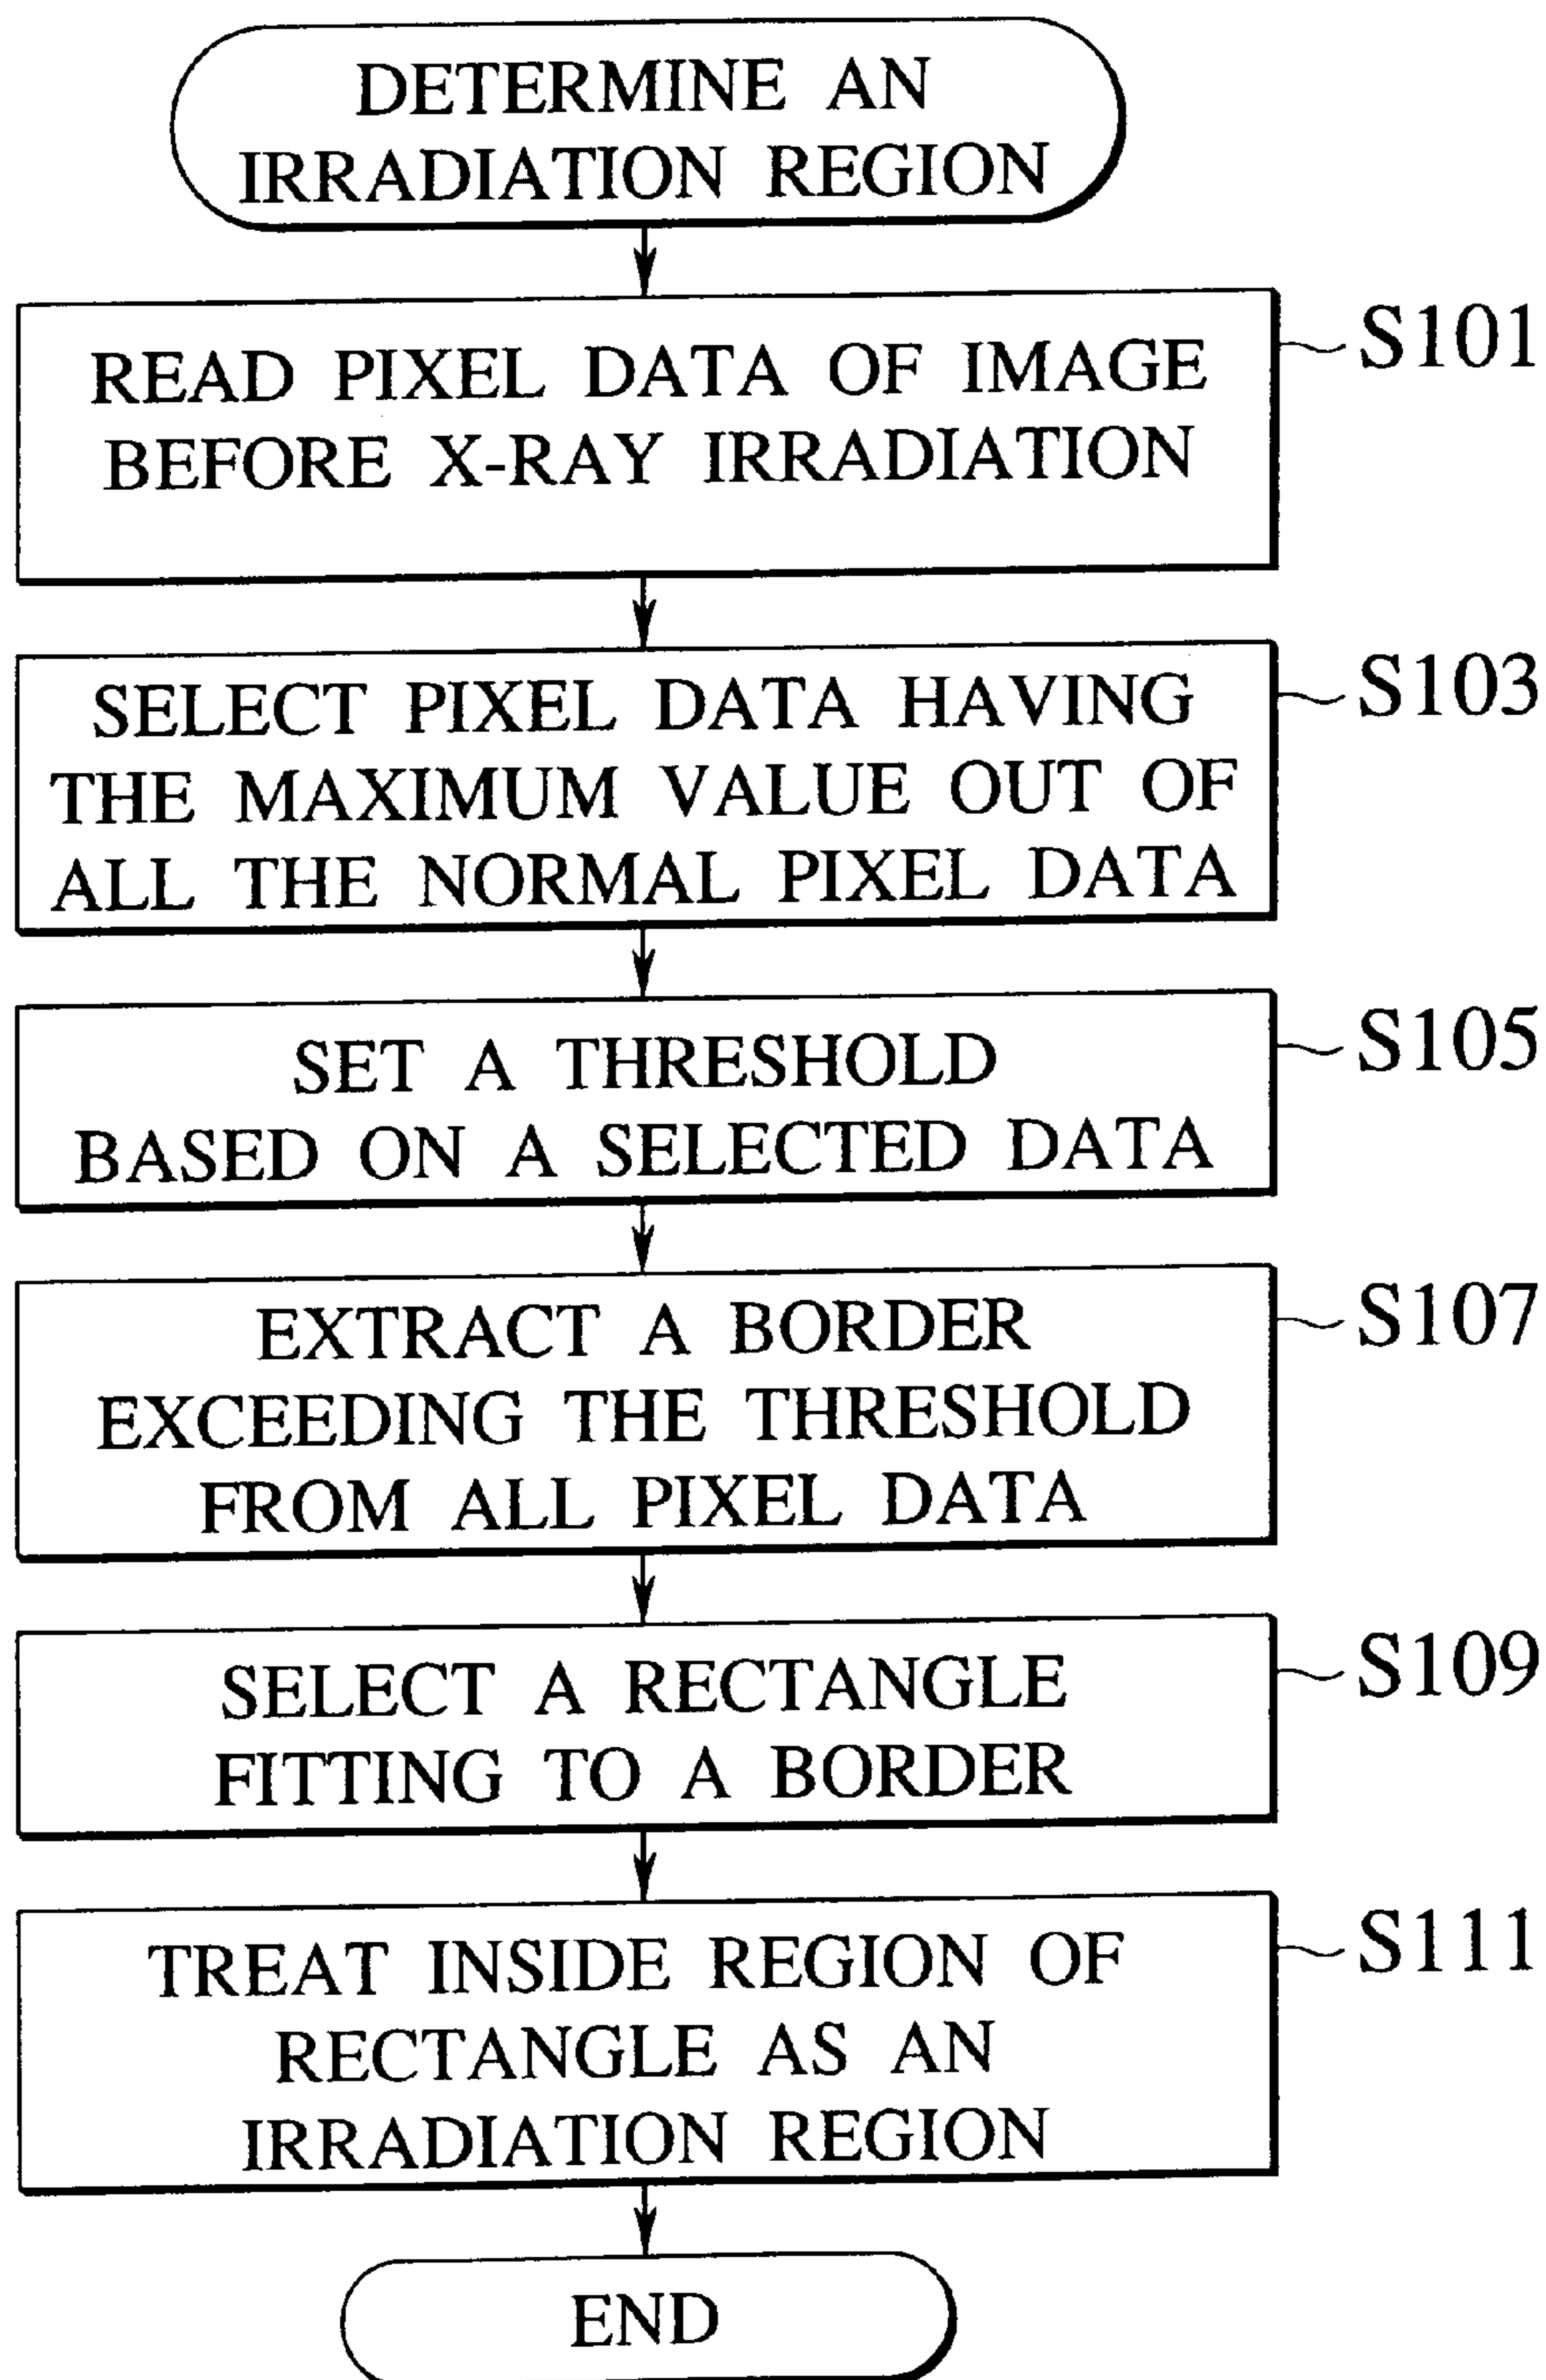 DETERMINE AN
IRRADIATION REGION
READ PIXEL DATA OF IMAGE
BEFORE X-RAY IRRADIATION
S101
SELECT PIXEL DATA HAVING
THE MAXIMUM VALUE OUT OF
ALL THE NORMAL PIXEL DATA
S103
SET A THRESHOLD
BASED ON A SELECTED DATA
S105
EXTRACT A BORDER
EXCEEDING THE THRESHOLD
FROM ALL PIXEL DATA
S107
SELECT A RECTANGLE
FITTING TO A BORDER
S109
TREAT INSIDE REGION OF
RECTANGLE AS AN
IRRADIATION REGION
S111
END